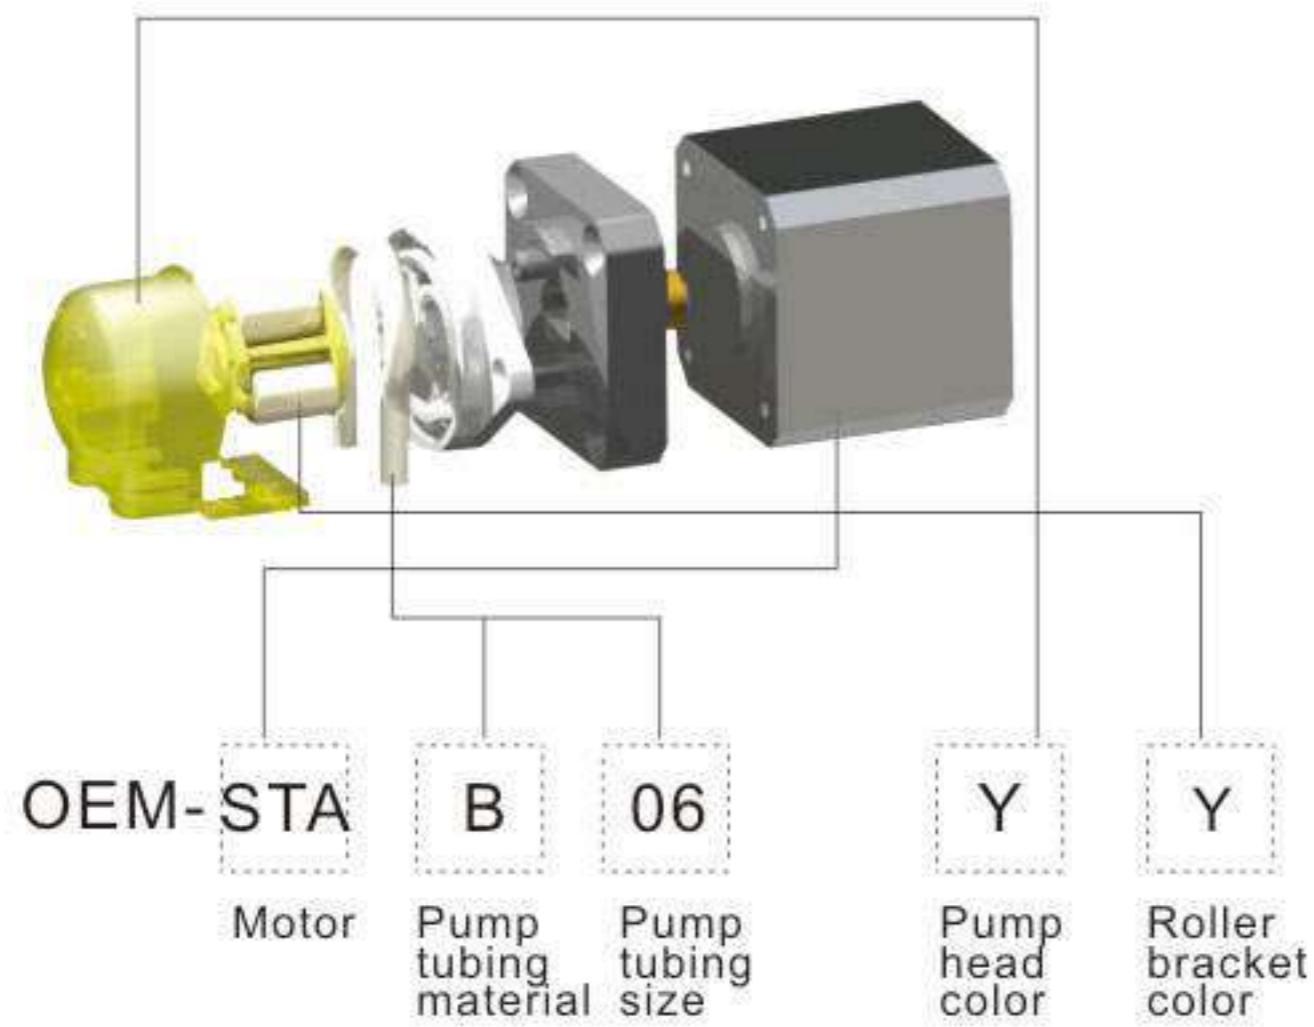 OEM-STA B 06 Y Y
Motor Pump Pump Pump Roller
tubing tubing head bracket
material size color color